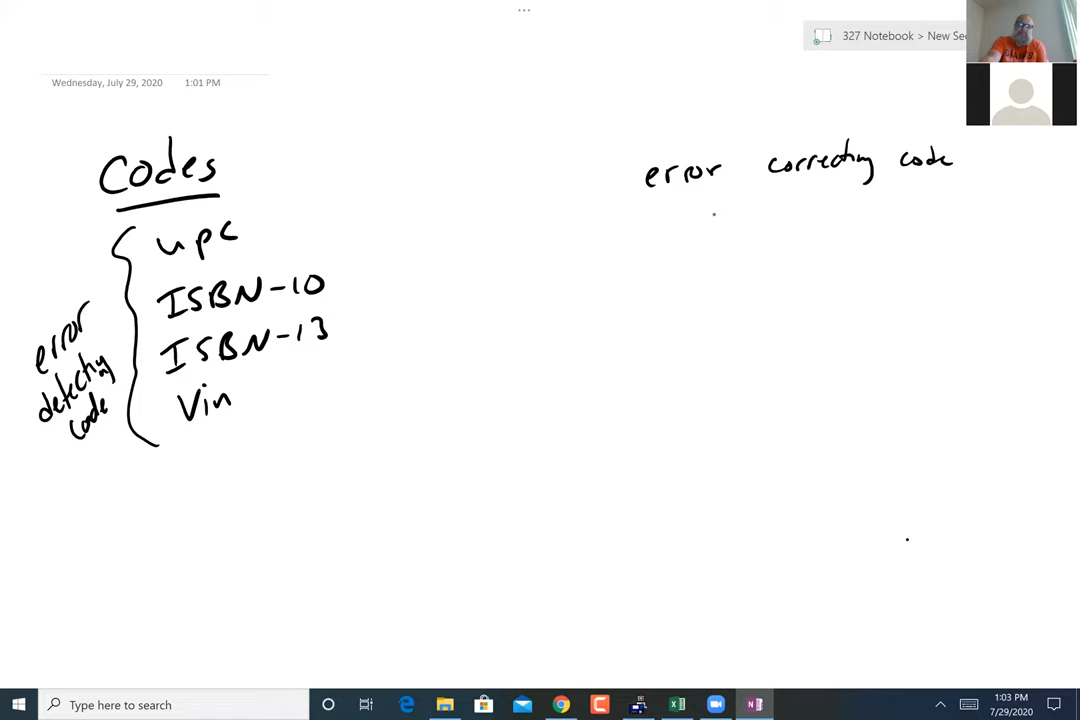 327 Notebook > New Sec
Wednesday, July 29, 2020 1:01 PM
Codes
error correcting code
upc
ISBN-10
ISBN-13
Vin
error
detecting
code
Type here to search
1:03 PM
7/29/2020